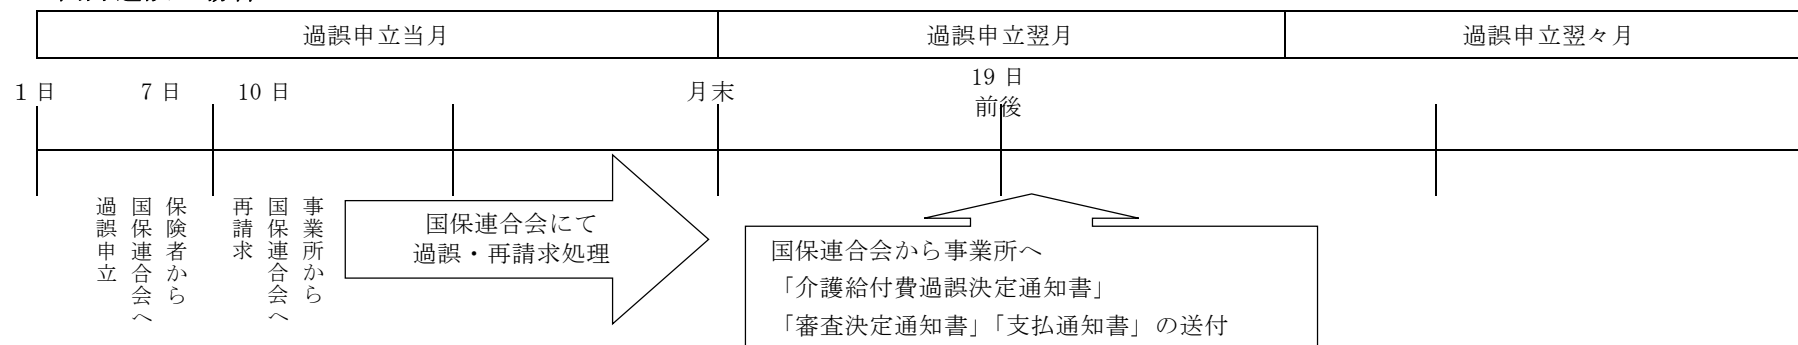 過誤申立当月
過誤申立翌月
過誤申立翌々月
1日
7日
10日
月末
19日
前後
保険者から
国保連合会へ
過誤申立
事業所から
国保連合会へ
再請求
国保連合会にて
過誤・再請求処理
国保連合会から事業所へ
「介護給付費過誤決定通知書」
「審査決定通知書」「支払通知書」の送付